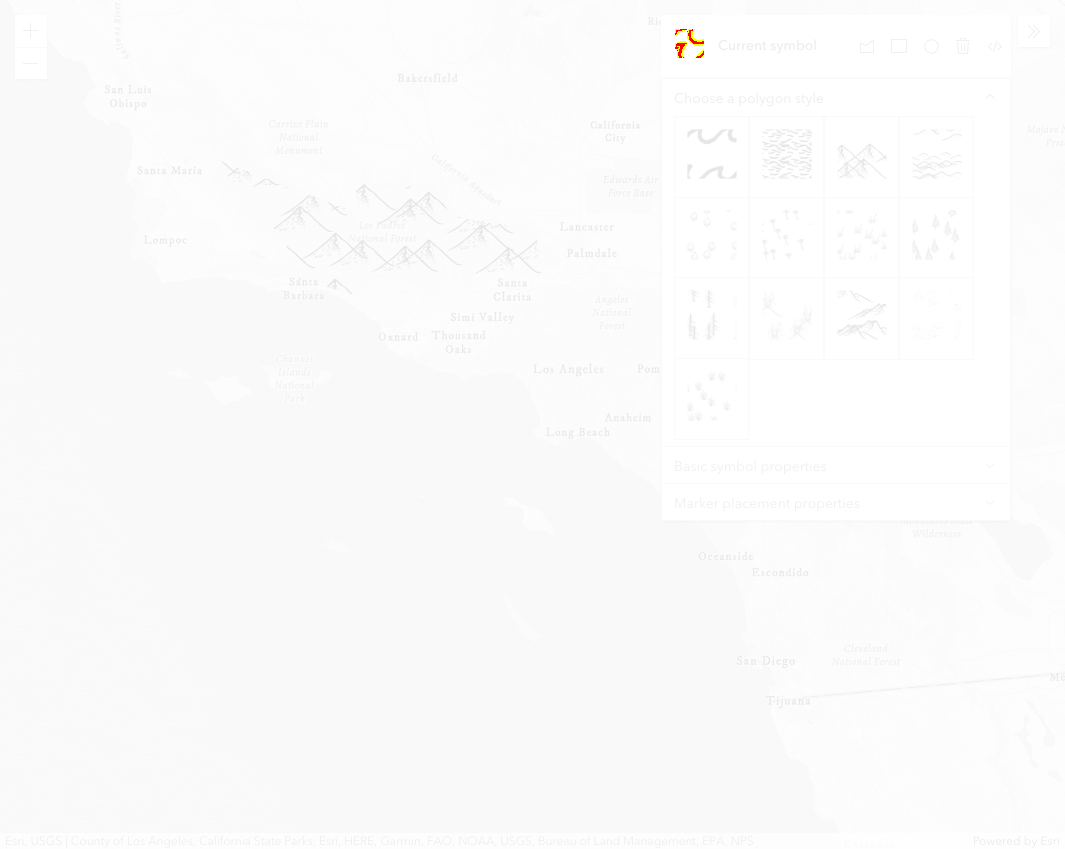 Ri
Current symbol
Bakersfield
San Luis
Obispo
Choose a polygon style
Carrizo Plain
National
Monument
California
City
Santa Maria
California Aqueduct
Edwards Air
Force Base
Los Padres
National Forest
Lompoc
Lancaster
Palmdale
Santa
Barbara
Santa
Clarita
Angeles
National
Forest
Simi Valley
Oxnard
Thousand
Oaks
Channel
Islands
National
Park
Los Angeles
Pom
Anaheim
Long Beach
Basic symbol properties
Marker placement properties
Wilderness
Oceanside
Escondido
San Diego
Cleveland
National Forest
Tijuana
Me
Esri, USGS | County of Los Angeles, California State Parks, Esri, HERE, Garmin, FAO, NOAA, USGS, Bureau of Land Management, EPA, NPS
Powered by Esri